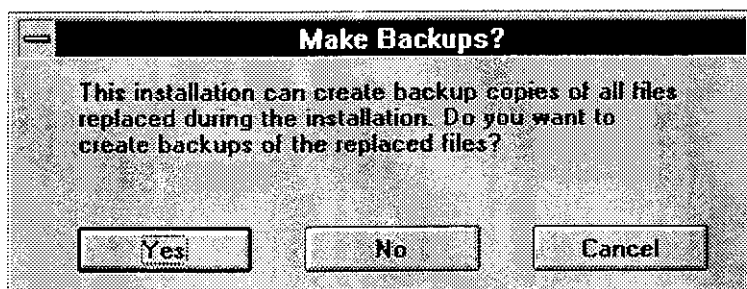 Make Backups?
This installation can create backup copies of all files
replaced during the installation. Do you want to
create backups of the replaced files?
Yes
No
Cancel